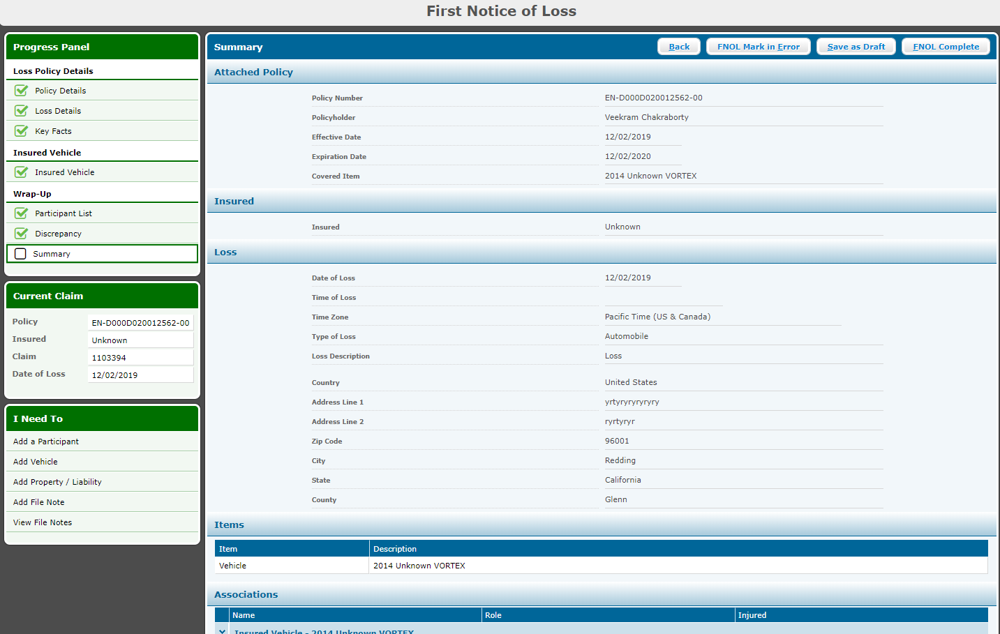 First Notice of Loss
Progress Panel
Loss Policy Details
Policy Details
Loss Details
Key Facts
Insured Vehicle
Insured Vehicle
Wrap-Up
Participant List
Discrepancy
Summary
Current Claim
Policy EN-D000D020012562-00
Insured Unknown
Claim 1103394
Date of Loss 12/02/2019
I Need To
Add a Participant
Add Vehicle
Add Property / Liability
Add File Note
View File Notes
Summary Back FNOL Mark in Error Save as Draft FNOL Complete
Attached Policy
Policy Number EN-D000D020012562-00
Policyholder Veekram Chakraborty
Effective Date 12/02/2019
Expiration Date 12/02/2020
Covered Item 2014 Unknown VORTEX
Insured
Insured Unknown
Loss
Date of Loss 12/02/2019
Time of Loss
Time Zone Pacific Time (US & Canada)
Type of Loss Automobile
Loss Description Loss
Country United States
Address Line 1 yrtyryryryryry
Address Line 2 ryrtyryr
Zip Code 96001
City Redding
State California
County Glenn
Items
Item Description
Vehicle 2014 Unknown VORTEX
Associations
Name Role Injured
Insured Vehicle - 2014 Unknown VORTEX